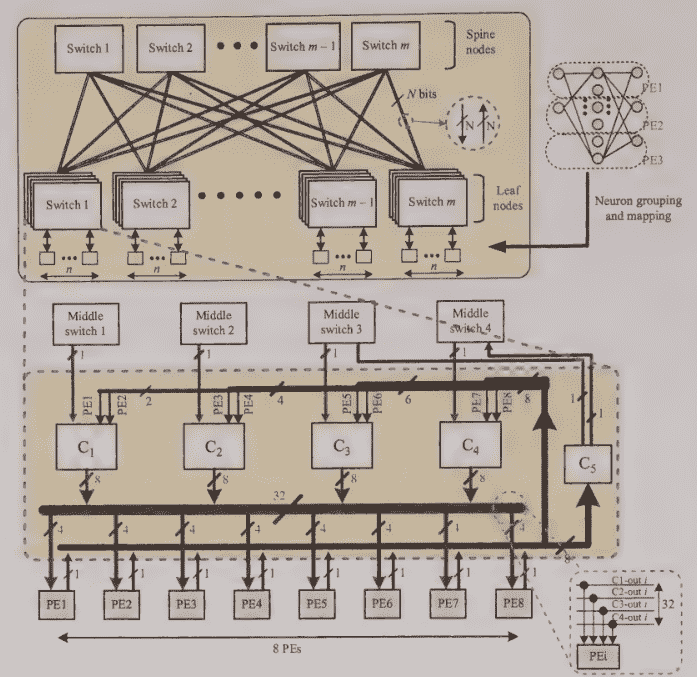 Switch 1
Switch 2
Switch m − 1
Switch m
Spine
nodes
N bits
N
N
PE1
PE2
PE3
Switch 1
Switch 2
Switch m − 1
Switch m
Leaf
nodes
n
n
n
n
Neuron grouping
and mapping
Middle
switch 1
Middle
switch 2
Middle
switch 3
Middle
switch 4
1
1
1
1
PE1
PE2
2
PE3
PE4
4
PE5
PE6
6
PE7
PE8
8
1
1
C1
C2
C3
C4
C5
8
8
8
8
32
4
4
4
4
4
4
4
4
8
1
1
1
1
1
1
1
1
PE1
PE2
PE3
PE4
PE5
PE6
PE7
PE8
8 PEs
C1-out i
C2-out i
C3-out i
C4-out i
32
PEi